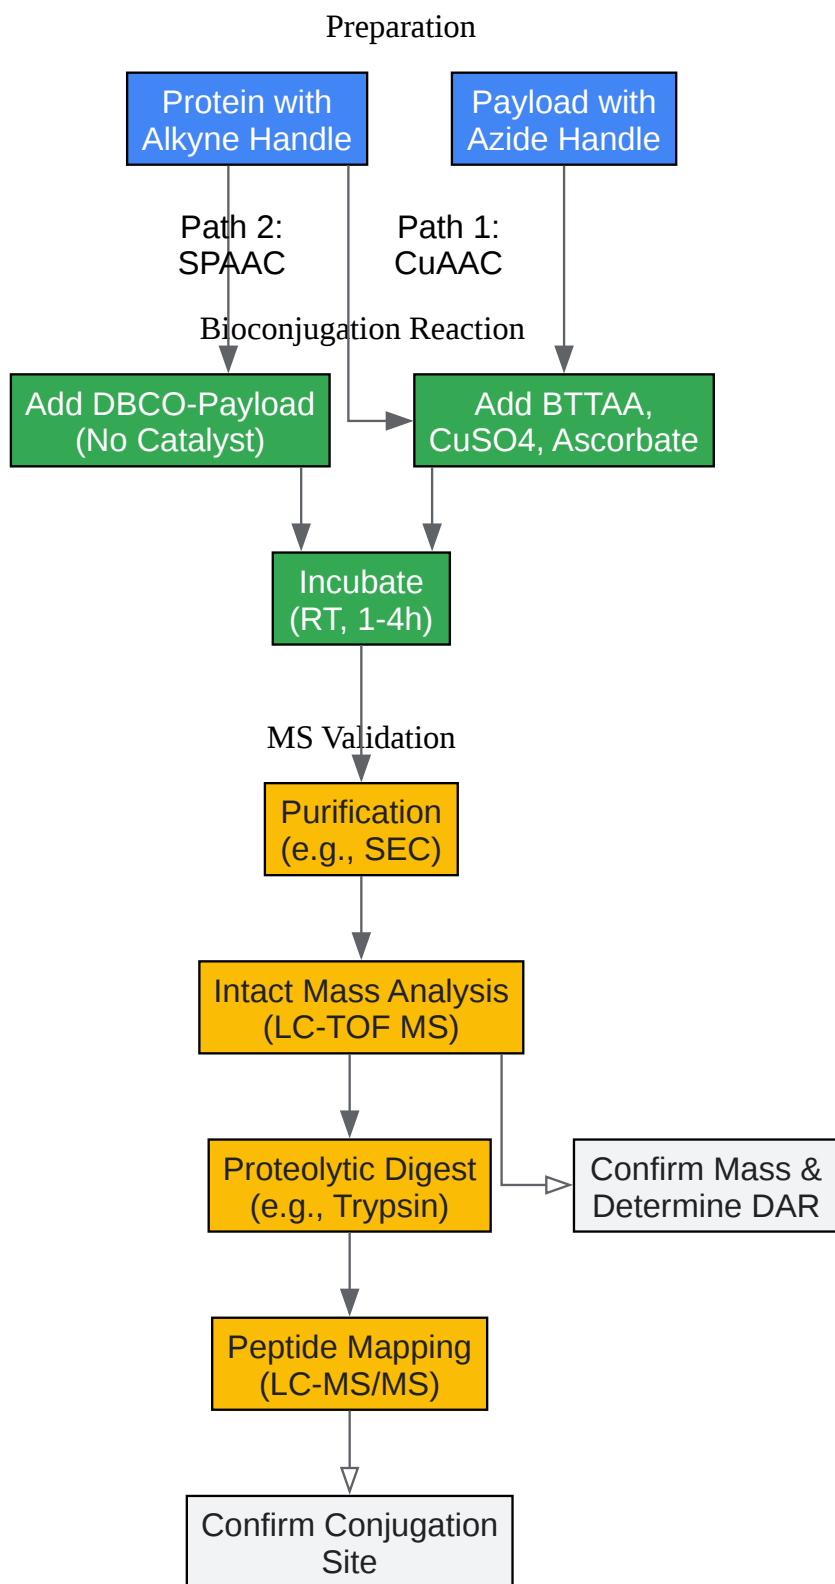 Preparation
Protein with
Alkyne Handle
Payload with
Azide Handle
Path 2:
SPAAC
Path 1:
CuAAC
Bioconjugation Reaction
Add DBCO-Payload
(No Catalyst)
Add BTTAA,
CuSO4, Ascorbate
Incubate
(RT, 1-4h)
MS Validation
Purification
(e.g., SEC)
Intact Mass Analysis
(LC-TOF MS)
Proteolytic Digest
(e.g., Trypsin)
Confirm Mass &
Determine DAR
Peptide Mapping
(LC-MS/MS)
Confirm Conjugation
Site